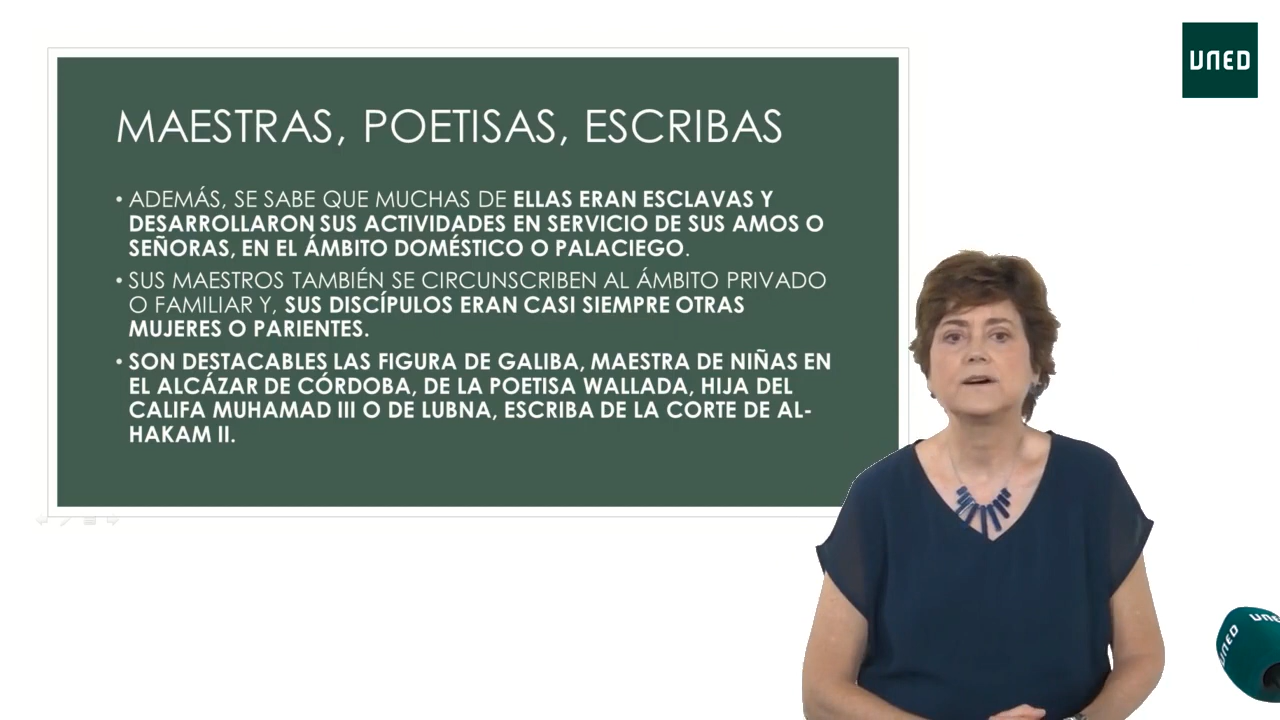 UNED
MAESTRAS, POETISAS, ESCRIBAS
• ADEMÁS, SE SABE QUE MUCHAS DE ELLAS ERAN ESCLAVAS Y
DESARROLLARON SUS ACTIVIDADES EN SERVICIO DE SUS AMOS O
SEÑORAS, EN EL ÁMBITO DOMÉSTICO O PALACIEGO.
• SUS MAESTROS TAMBIÉN SE CIRCUNSCRIBEN AL ÁMBITO PRIVADO
O FAMILIAR Y, SUS DISCÍPULOS ERAN CASI SIEMPRE OTRAS
MUJERES O PARIENTES.
• SON DESTACABLES LAS FIGURA DE GALIBA, MAESTRA DE NIÑAS EN
EL ALCÁZAR DE CÓRDOBA, DE LA POETISA WALLADA, HIJA DEL
CALIFA MUHAMAD III O DE LUBNA, ESCRIBA DE LA CORTE DE AL-
HAKAM II.
UNED
UNE